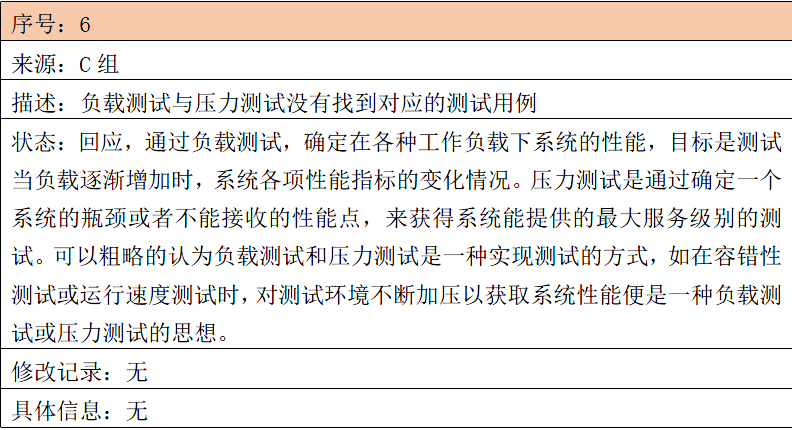 序号：6
来源：C 组
描述：负载测试与压力测试没有找到对应的测试用例
状态：回应，通过负载测试，确定在各种工作负载下系统的性能，目标是测试
当负载逐渐增加时，系统各项性能指标的变化情况。压力测试是通过确定一个
系统的瓶颈或者不能接收的性能点，来获得系统能提供的最大服务级别的测
试。可以粗略的认为负载测试和压力测试是一种实现测试的方式，如在容错性
测试或运行速度测试时，对测试环境不断加压以获取系统性能便是一种负载测
试或压力测试的思想。
修改记录：无
具体信息：无